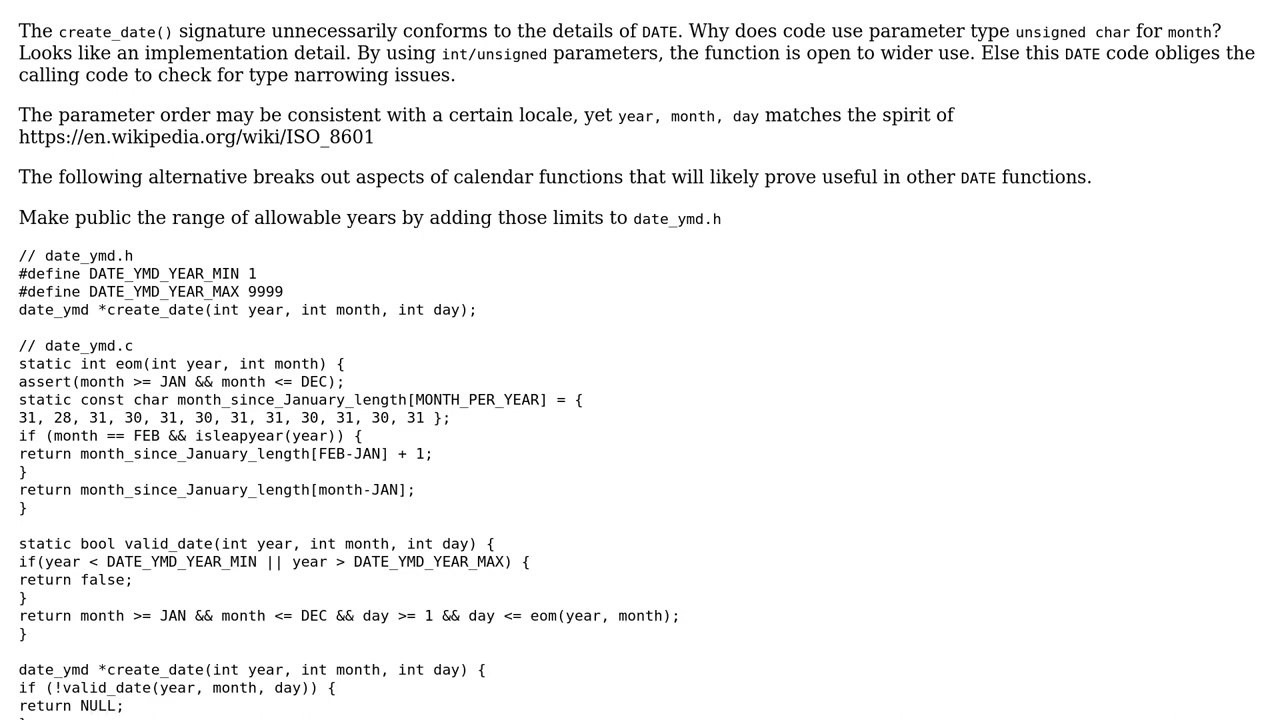 The create_date() signature unnecessarily conforms to the details of DATE. Why does code use parameter type unsigned char for month?
Looks like an implementation detail. By using int/unsigned parameters, the function is open to wider use. Else this DATE code obliges the
calling code to check for type narrowing issues.
The parameter order may be consistent with a certain locale, yet year, month, day matches the spirit of
https://en.wikipedia.org/wiki/ISO_8601
The following alternative breaks out aspects of calendar functions that will likely prove useful in other DATE functions.
Make public the range of allowable years by adding those limits to date_ymd.h
// date_ymd.h
#define DATE_YMD_YEAR_MIN 1
#define DATE_YMD_YEAR_MAX 9999
date_ymd *create_date(int year, int month, int day);
// date_ymd.c
static int eom(int year, int month) {
assert(month >= JAN && month <= DEC);
static const char month_since_January_length[MONTH_PER_YEAR] = {
31, 28, 31, 30, 31, 30, 31, 31, 30, 31, 30, 31 };
if (month == FEB && isleapyear(year)) {
return month_since_January_length[FEB-JAN] + 1;
}
return month_since_January_length[month-JAN];
}
static bool valid_date(int year, int month, int day) {
if(year < DATE_YMD_YEAR_MIN || year > DATE_YMD_YEAR_MAX) {
return false;
}
return month >= JAN && month <= DEC && day >= 1 && day <= eom(year, month);
}
date_ymd *create_date(int year, int month, int day) {
if (!valid_date(year, month, day)) {
return NULL;
}